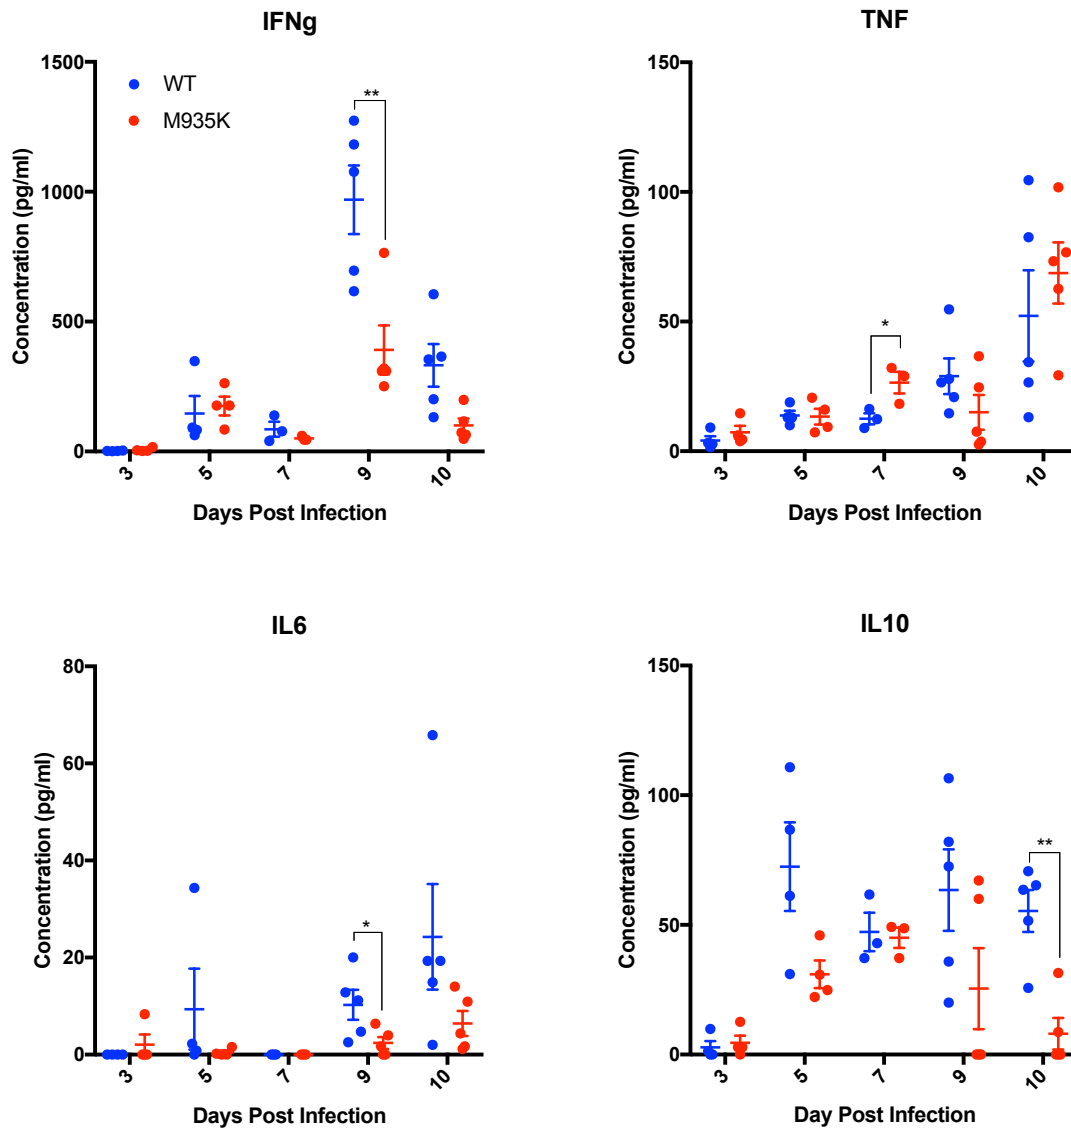 IFNg
1500
1000
500
0
Concentration (pg/ml)
WT
M935K
**
3 5 7 9 10
Days Post Infection
TNF
150
100
50
0
Concentration (pg/ml)
*
3 5 7 9 10
Days Post Infection
IL6
80
60
40
20
0
Concentration (pg/ml)
*
3 5 7 9 10
Days Post Infection
IL10
150
100
50
0
Concentration (pg/ml)
**
3 5 7 9 10
Day Post Infection